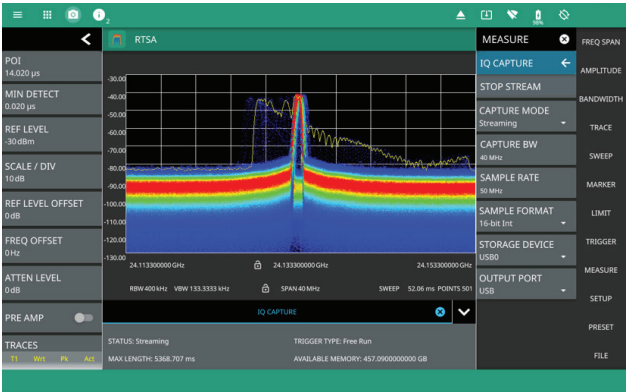 2
98%
RTSA
POI
14.020 µs
MIN DETECT
0.020 µs
REF LEVEL
-30 dBm
SCALE / DIV
10 dB
REF LEVEL OFFSET
0 dB
FREQ OFFSET
0 Hz
ATTEN LEVEL
0 dB
PRE AMP
TRACES
T1 Wrt Pk Act
-30.00
-40.00
-50.00
-60.00
-70.00
-80.00
-90.00
-100.00
-110.00
-120.00
-130.00
24.113300000 GHz 24.133300000 GHz 24.153300000 GHz
RBW 400 kHz VBW 133.3333 kHz SPAN 40 MHz SWEEP 52.06 ms POINTS 501
IQ CAPTURE
STATUS: Streaming TRIGGER TYPE: Free Run
MAX LENGTH: 5368.707 ms AVAILABLE MEMORY: 457.0900000000 GB
MEASURE
IQ CAPTURE
STOP STREAM
CAPTURE MODE
Streaming
CAPTURE BW
40 MHz
SAMPLE RATE
50 MHz
SAMPLE FORMAT
16-bit Int
STORAGE DEVICE
USB0
OUTPUT PORT
USB
FREQ SPAN
AMPLITUDE
BANDWIDTH
TRACE
SWEEP
MARKER
LIMIT
TRIGGER
MEASURE
SETUP
PRESET
FILE